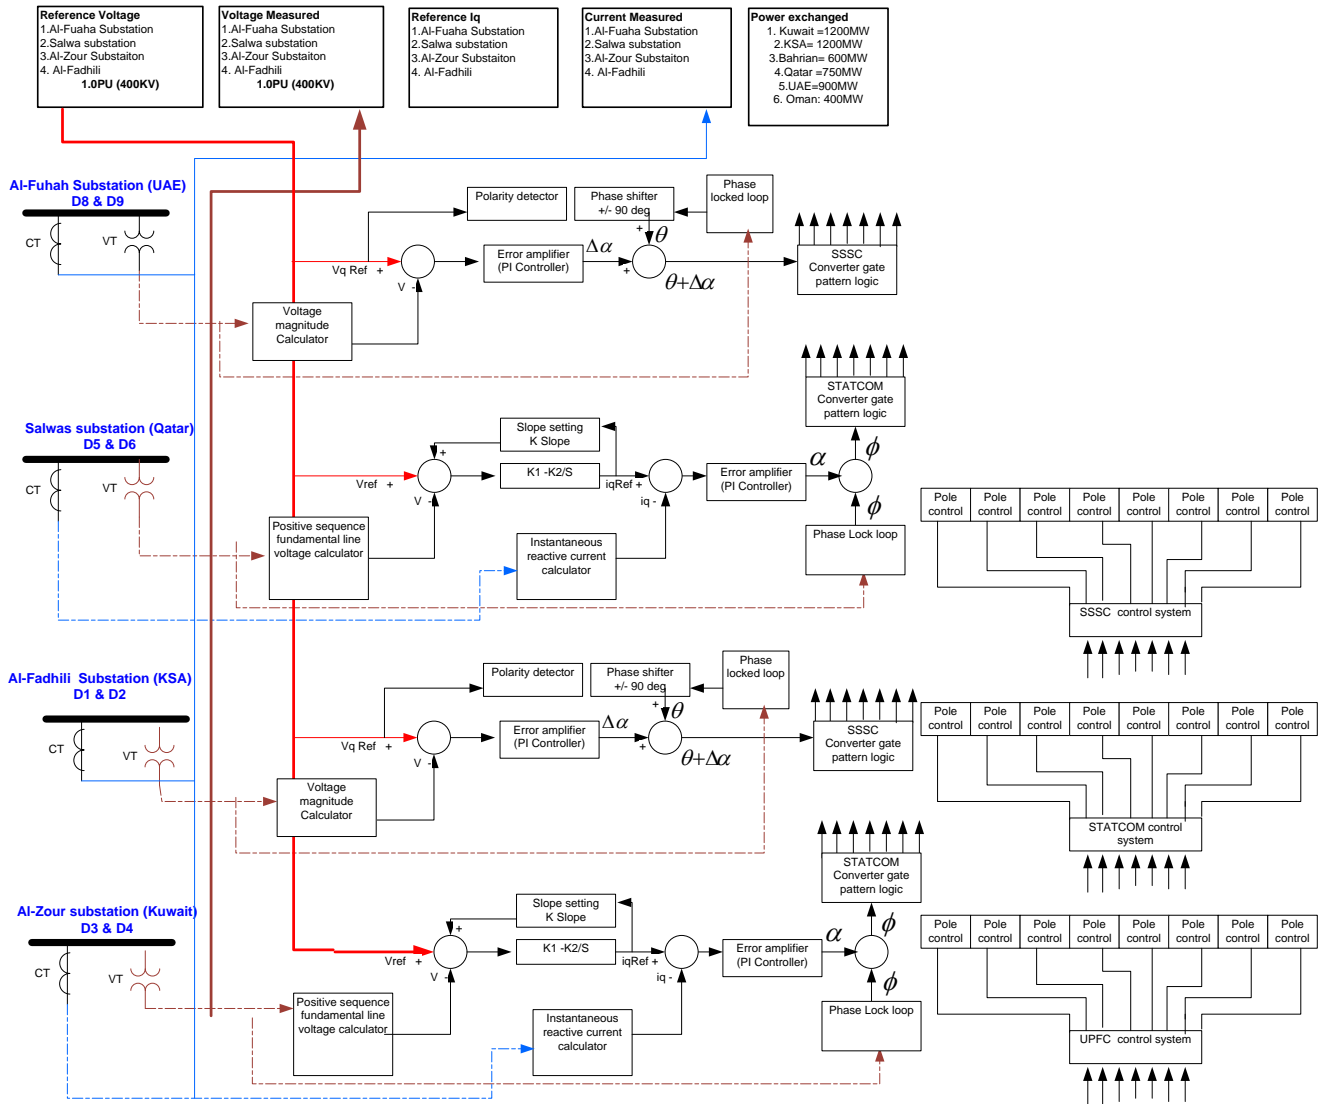 Reference Voltage
1.Al-Fuaha Substation
2.Salwa substation
3.Al-Zour Substaiton
4. Al-Fadhili
1.0PU (400KV)
Voltage Measured
1.Al-Fuaha Substation
2.Salwa substation
3.Al-Zour Substaiton
4. Al-Fadhili
1.0PU (400KV)
Reference Iq
1.Al-Fuaha Substation
2.Salwa substation
3.Al-Zour Substaiton
4. Al-Fadhili
Current Measured
1.Al-Fuaha Substation
2.Salwa substation
3.Al-Zour Substaiton
4. Al-Fadhili
Power exchanged
1. Kuwait =1200MW
2.KSA= 1200MW
3.Bahrian= 600MW
4.Qatar =750MW
5.UAE=900MW
6. Oman: 400MW
Al-Fuhah Substation (UAE)
D8 & D9
CT
VT
Polarity detector
Phase shifter
+/- 90 deg
Phase
locked loop
+
θ
Vq Ref +
V -
Error amplifier
(PI Controller)
Δα
+
θ+Δα
SSSC
Converter gate
pattern logic
Voltage
magnitude
Calculator
Salwas substation (Qatar)
D5 & D6
CT
VT
Slope setting
K Slope
+
Vref +
V -
K1 -K2/S
iqRef +
iq -
Error amplifier
(PI Controller)
α
ϕ
STATCOM
Converter gate
pattern logic
ϕ
Phase Lock loop
Positive sequence
fundamental line
voltage calculator
Instantaneous
reactive current
calculator
Pole
control
Pole
control
Pole
control
Pole
control
Pole
control
Pole
control
Pole
control
Pole
control
SSSC control system
Al-Fadhili Substation (KSA)
D1 & D2
CT
VT
Polarity detector
Phase shifter
+/- 90 deg
Phase
locked loop
+
θ
Vq Ref +
V -
Error amplifier
(PI Controller)
Δα
+
θ+Δα
SSSC
Converter gate
pattern logic
Voltage
magnitude
Calculator
Pole
control
Pole
control
Pole
control
Pole
control
Pole
control
Pole
control
Pole
control
Pole
control
STATCOM control
system
Al-Zour substation (Kuwait)
D3 & D4
CT
VT
Slope setting
K Slope
+
Vref +
V -
K1 -K2/S
iqRef +
iq -
Error amplifier
(PI Controller)
α
ϕ
STATCOM
Converter gate
pattern logic
ϕ
Phase Lock loop
Positive sequence
fundamental line
voltage calculator
Instantaneous
reactive current
calculator
Pole
control
Pole
control
Pole
control
Pole
control
Pole
control
Pole
control
Pole
control
Pole
control
UPFC control system